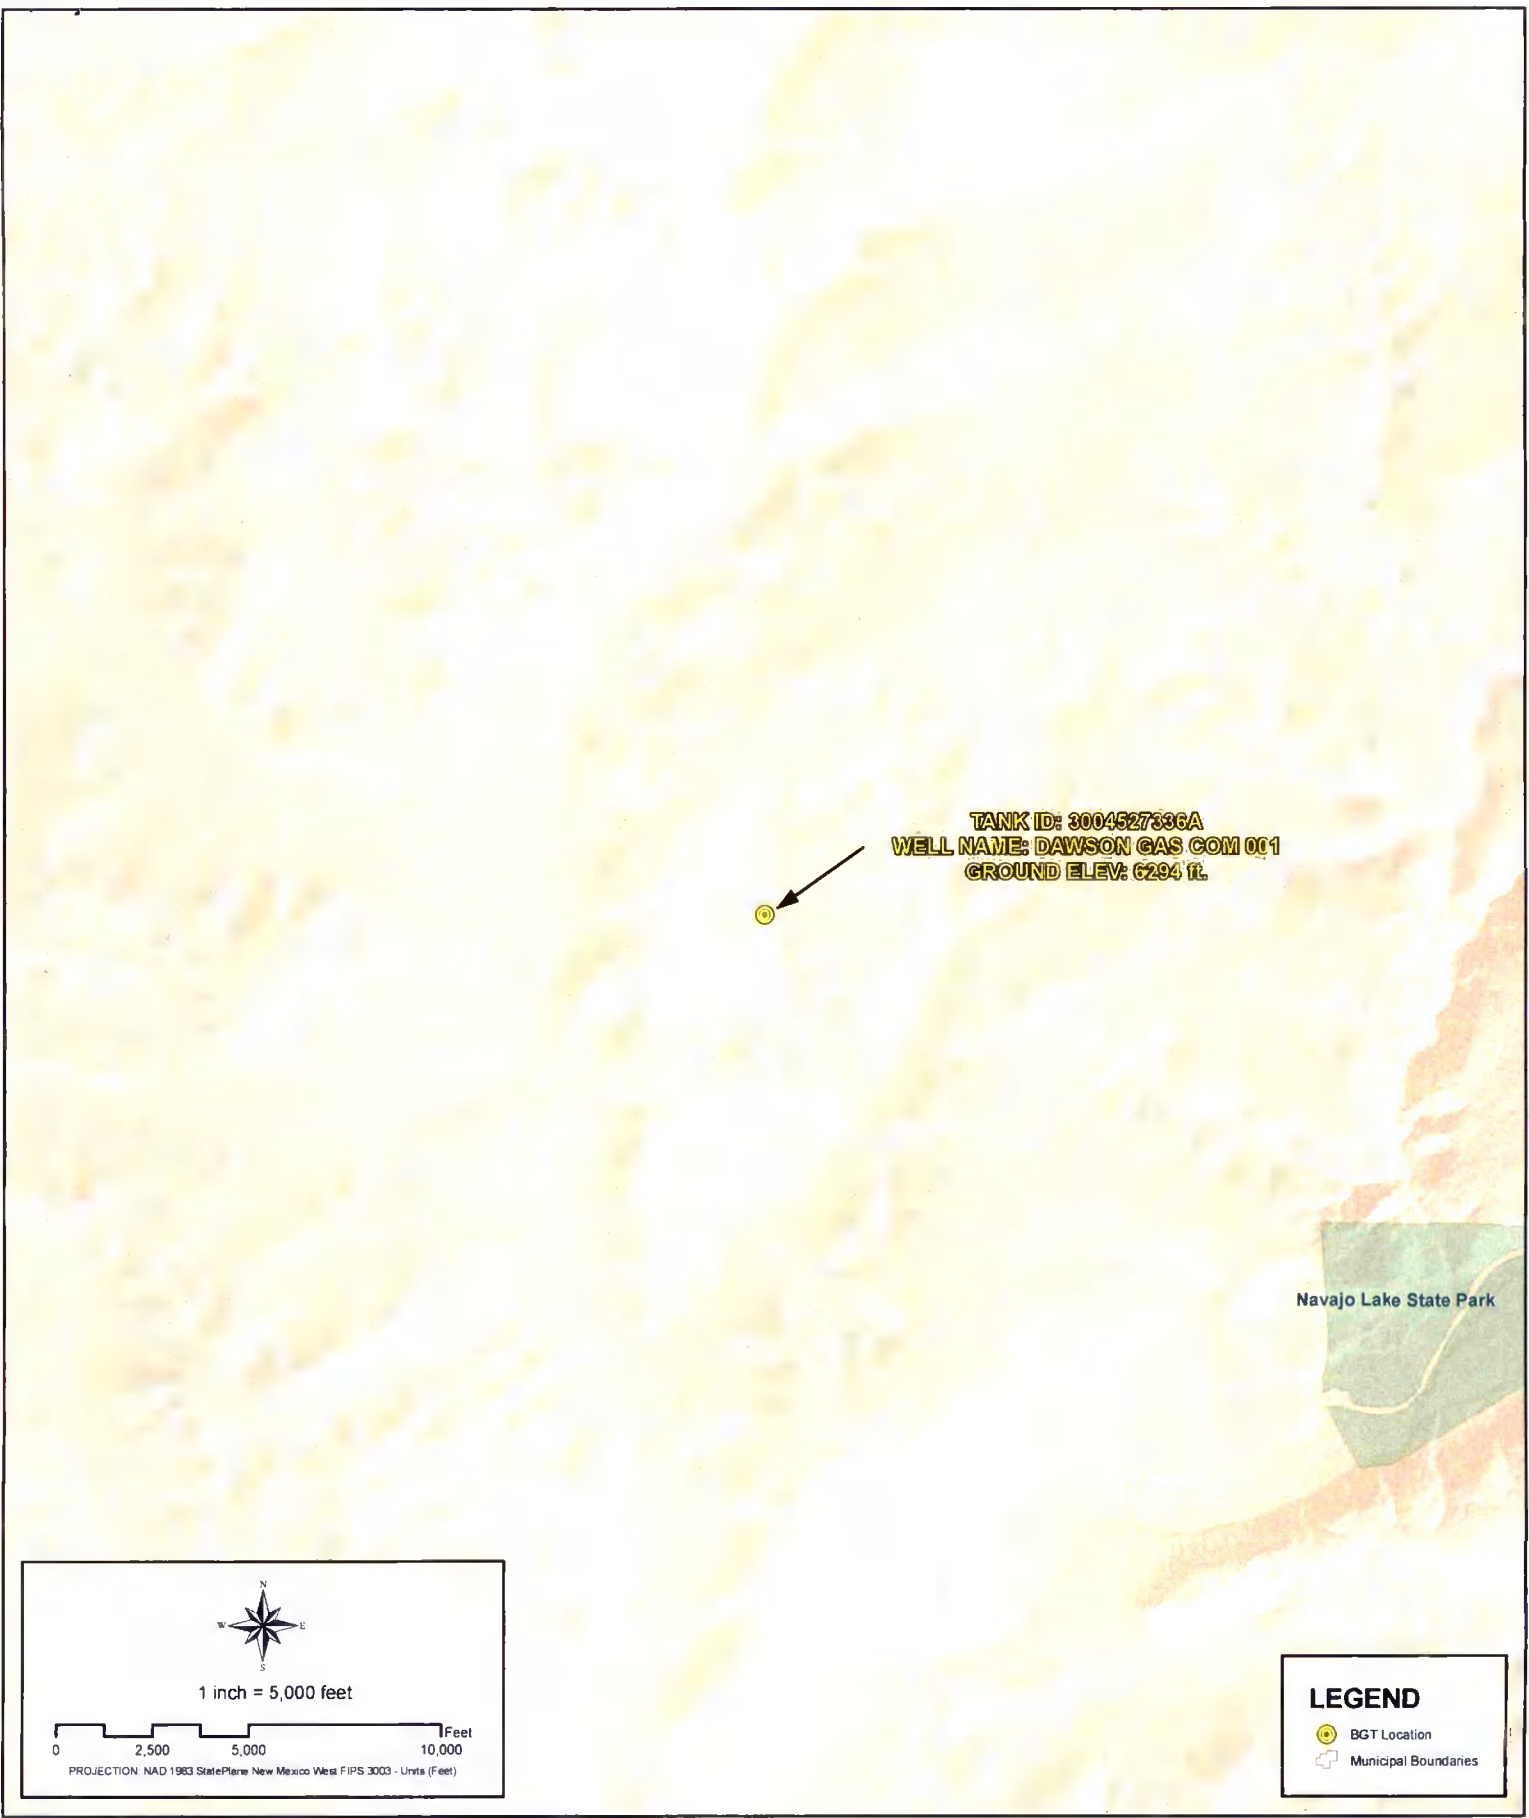 TANK ID: 3004527336A
WELL NAME: DAWSON GAS COM 001
GROUND ELEV: 6294 ft.
Navajo Lake State Park
N
W E
S
1 inch = 5,000 feet
Feet
0 2,500 5,000 10,000
PROJECTION: NAD 1983 StatePlane New Mexico West FIPS 3003 - Units (Feet)
LEGEND
BGT Location
Municipal Boundaries